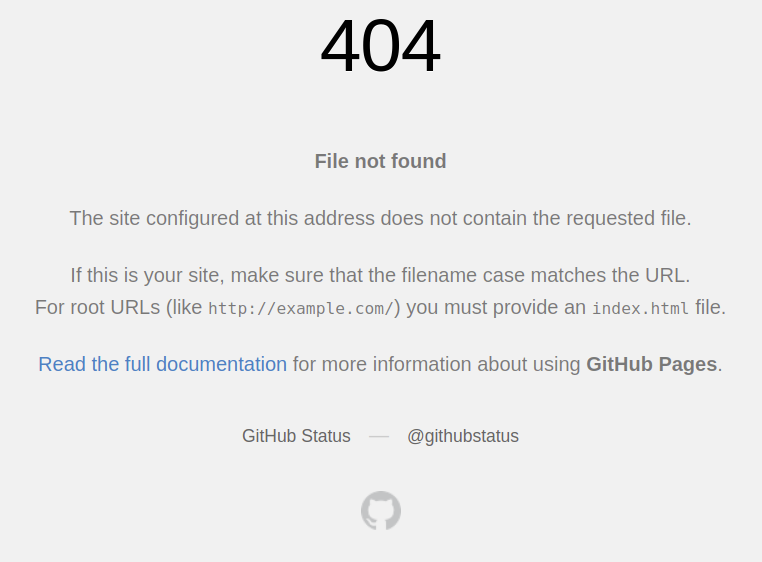 404
File not found
The site configured at this address does not contain the requested file.
If this is your site, make sure that the filename case matches the URL.
For root URLs (like http://example.com/) you must provide an index.html file.
Read the full documentation for more information about using GitHub Pages.
GitHub Status — @githubstatus